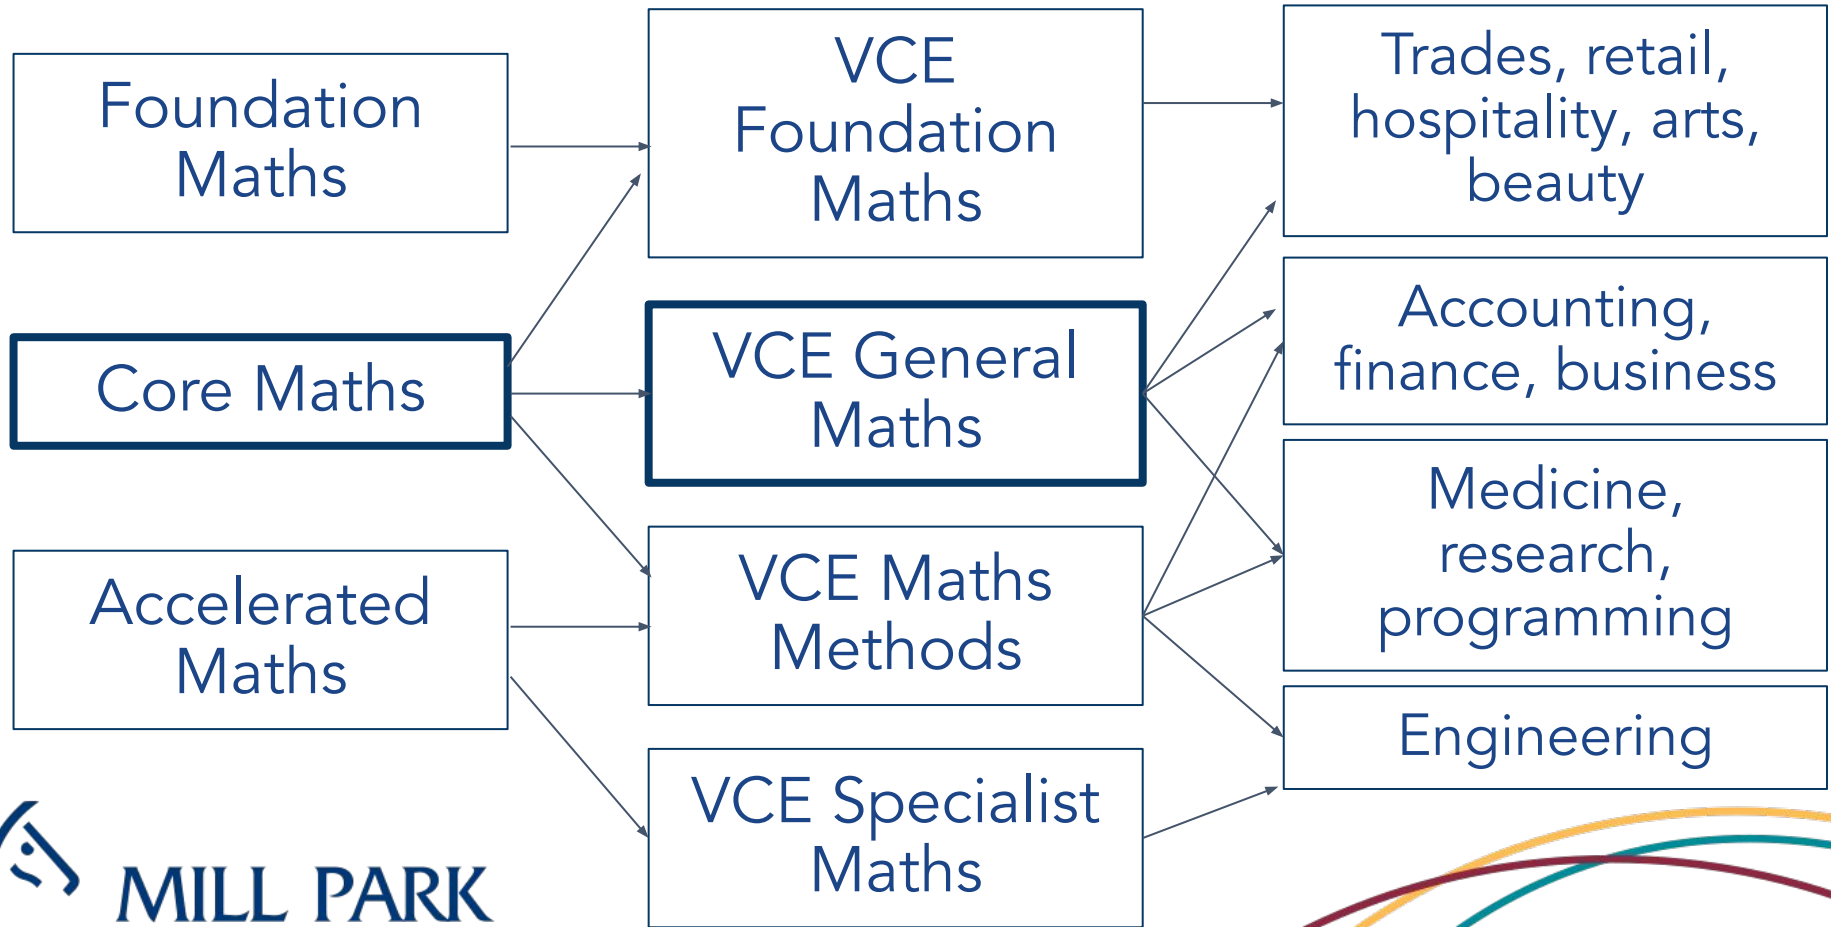 Foundation
Maths
Core Maths
Accelerated
Maths
VCE
Foundation
Maths
VCE General
Maths
VCE Maths
Methods
VCE Specialist
Maths
Trades, retail,
hospitality, arts,
beauty
Accounting,
finance, business
Medicine,
research,
programming
Engineering
MILL PARK